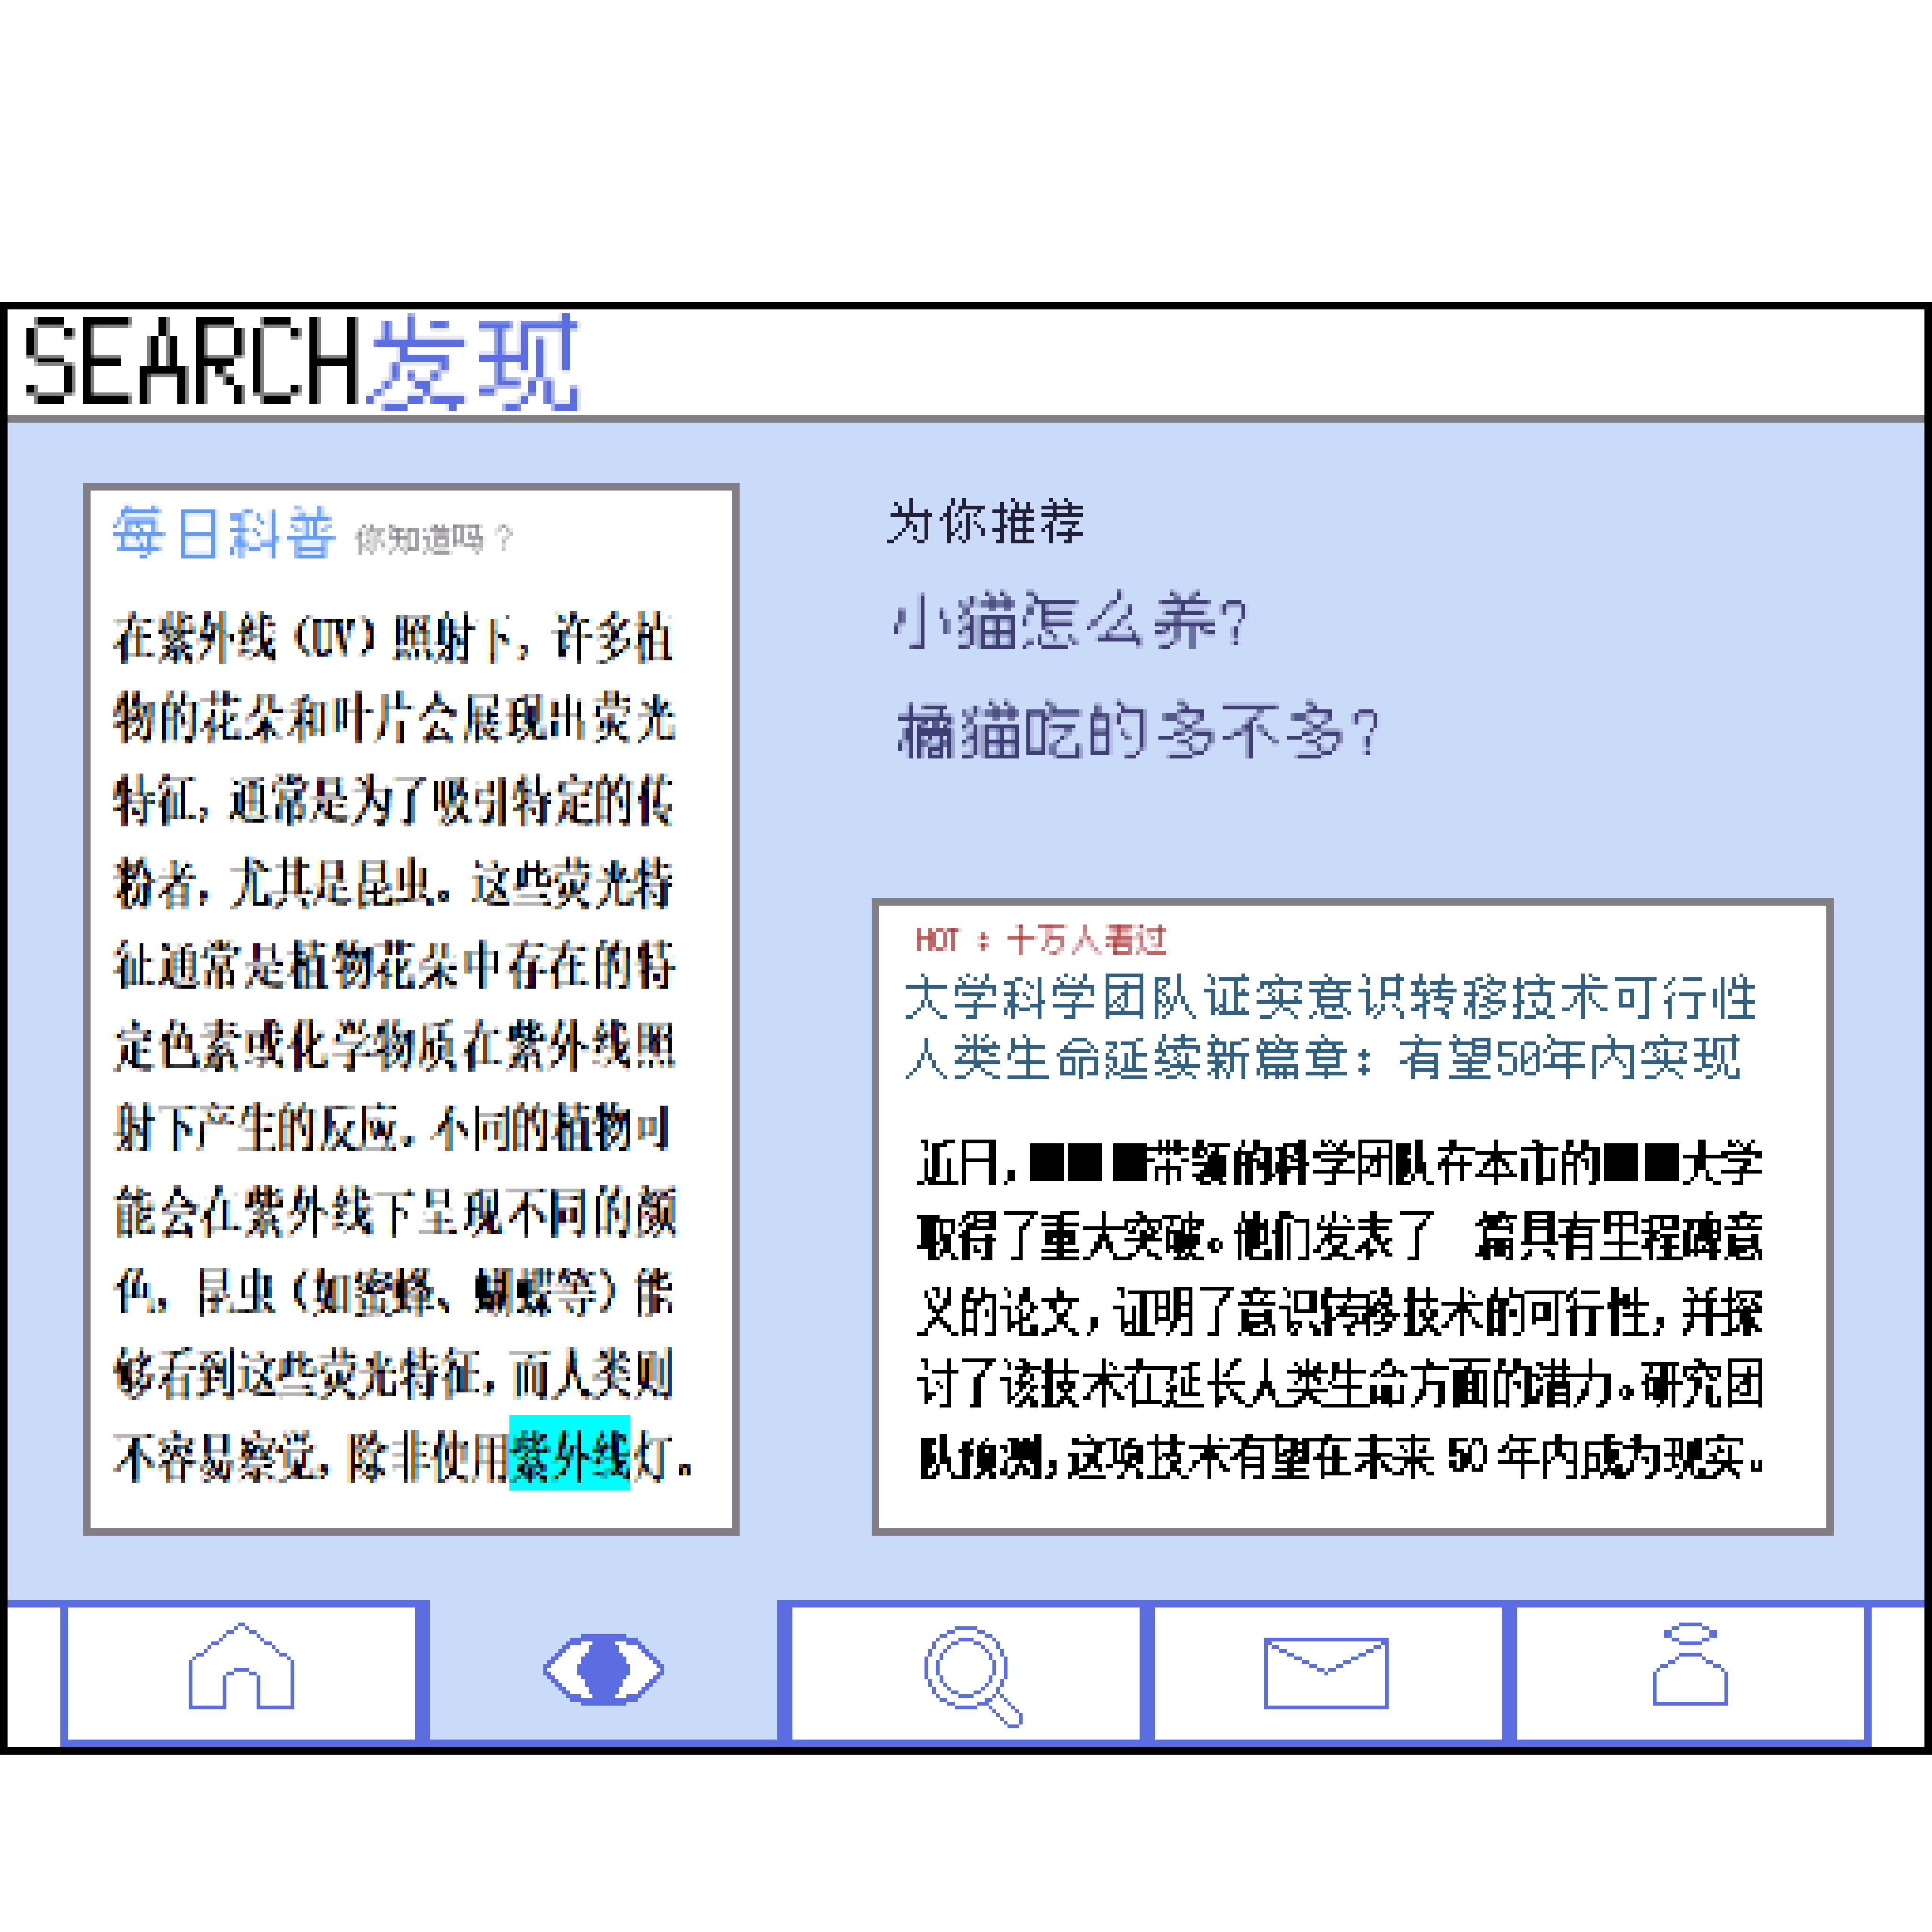 SEARCH发现
每日科普 你知道吗？
在紫外线（UV）照射下，许多植
物的花朵和叶片会展现出荧光
特征，通常是为了吸引特定的传
粉者，尤其是昆虫。这些荧光特
征通常是植物花朵中存在的特
定色素或化学物质在紫外线照
射下产生的反应，不同的植物可
能会在紫外线下呈现不同的颜
色，昆虫（如蜜蜂、蝴蝶等）能
够看到这些荧光特征，而人类则
不容易察觉，除非使用紫外线灯。
为你推荐
小猫怎么养?
橘猫吃的多不多?
HOT：十万人看过
大学科学团队证实意识转移技术可行性
人类生命延续新篇章：有望50年内实现
近日，■■■带领的科学团队在本市的■■大学
取得了重大突破。他们发表了 篇具有里程碑意
义的论文，证明了意识转移技术的可行性，并探
讨了该技术在延长人类生命方面的潜力。研究团
队预测，这项技术有望在未来 50 年内成为现实。